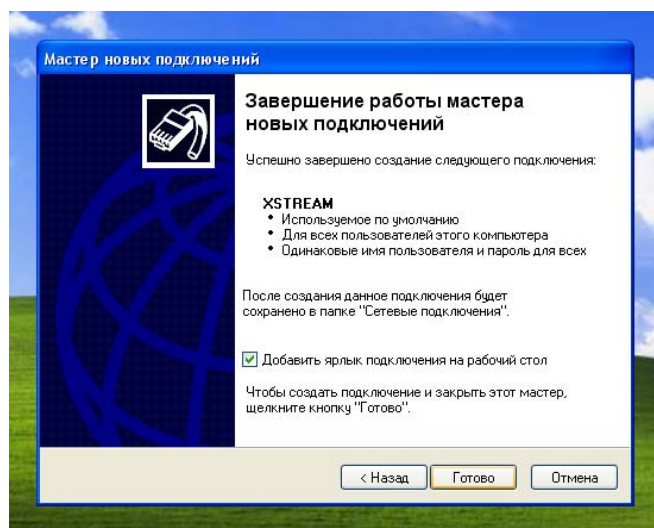 Мастер новых подключений
Завершение работы мастера
новых подключений
Успешно завершено создание следующего подключения:
XSTREAM
• Используемое по умолчанию
• Для всех пользователей этого компьютера
• Одинаковые имя пользователя и пароль для всех
После создания данное подключение будет
сохранено в папке "Сетевые подключения".
Добавить ярлык подключения на рабочий стол
Чтобы создать подключение и закрыть этот мастер,
щелкните кнопку "Готово".
< Назад Готово Отмена